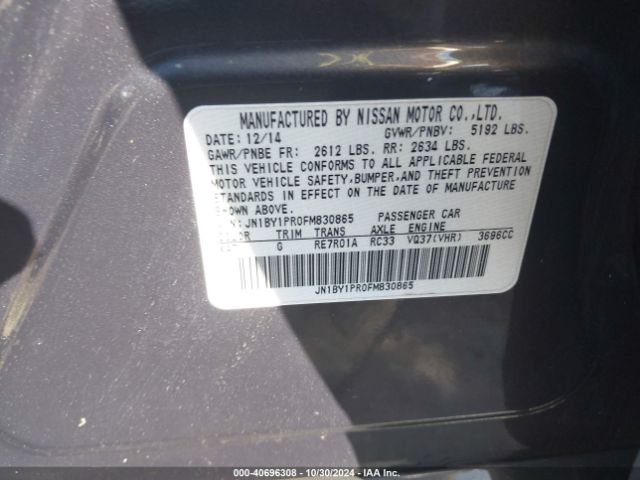 MANUFACTURED BY NISSAN MOTOR CO.,LTD.
DATE: 12/14 GVWR/PNBV: 5192 LBS.
GAWR/PNBE FR: 2612 LBS. RR: 2634 LBS.
THIS VEHICLE CONFORMS TO ALL APPLICABLE FEDERAL
MOTOR VEHICLE SAFETY,BUMPER,AND THEFT PREVENTION
STANDARDS IN EFFECT ON THE DATE OF MANUFACTURE
SHOWN ABOVE.
JN1BY1PR0FM830865 PASSENGER CAR
TRIM TRANS AXLE ENGINE
G RE7R01A RC33 VQ37(VHR) 3696CC
JN1BY1PR0FM830865
000-40696308 - 10/30/2024 - IAA Inc.